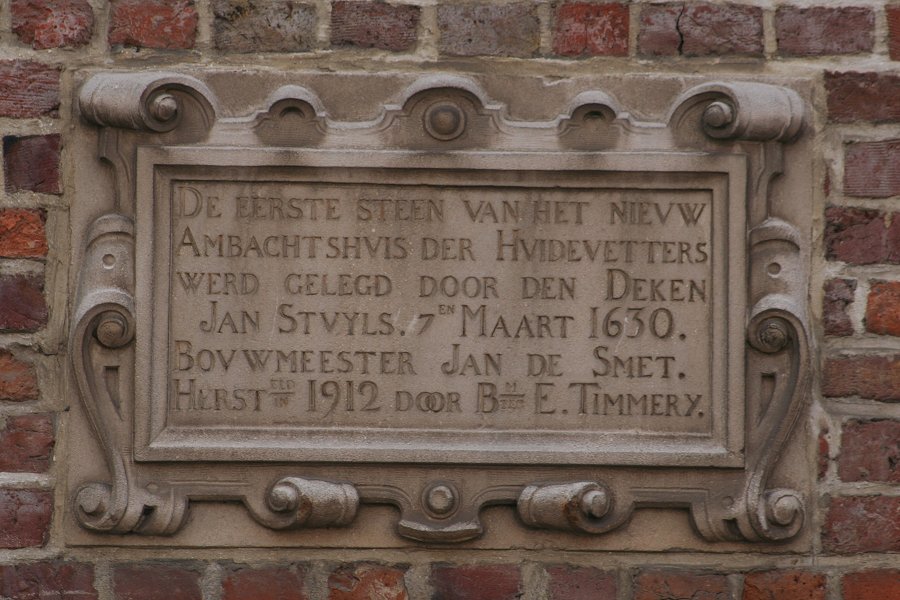 DE EERSTE STEEN VAN HET NIEVW
AMBACHTSHVIS DER HVIDEVETTERS
WERD GELEGD DOOR DEN DEKEN
JAN STVYLS. 7EN MAART 1630.
BOVWMEESTER JAN DE SMET.
HERSTELD IN 1912 DOOR BMTER E. TIMMERY.